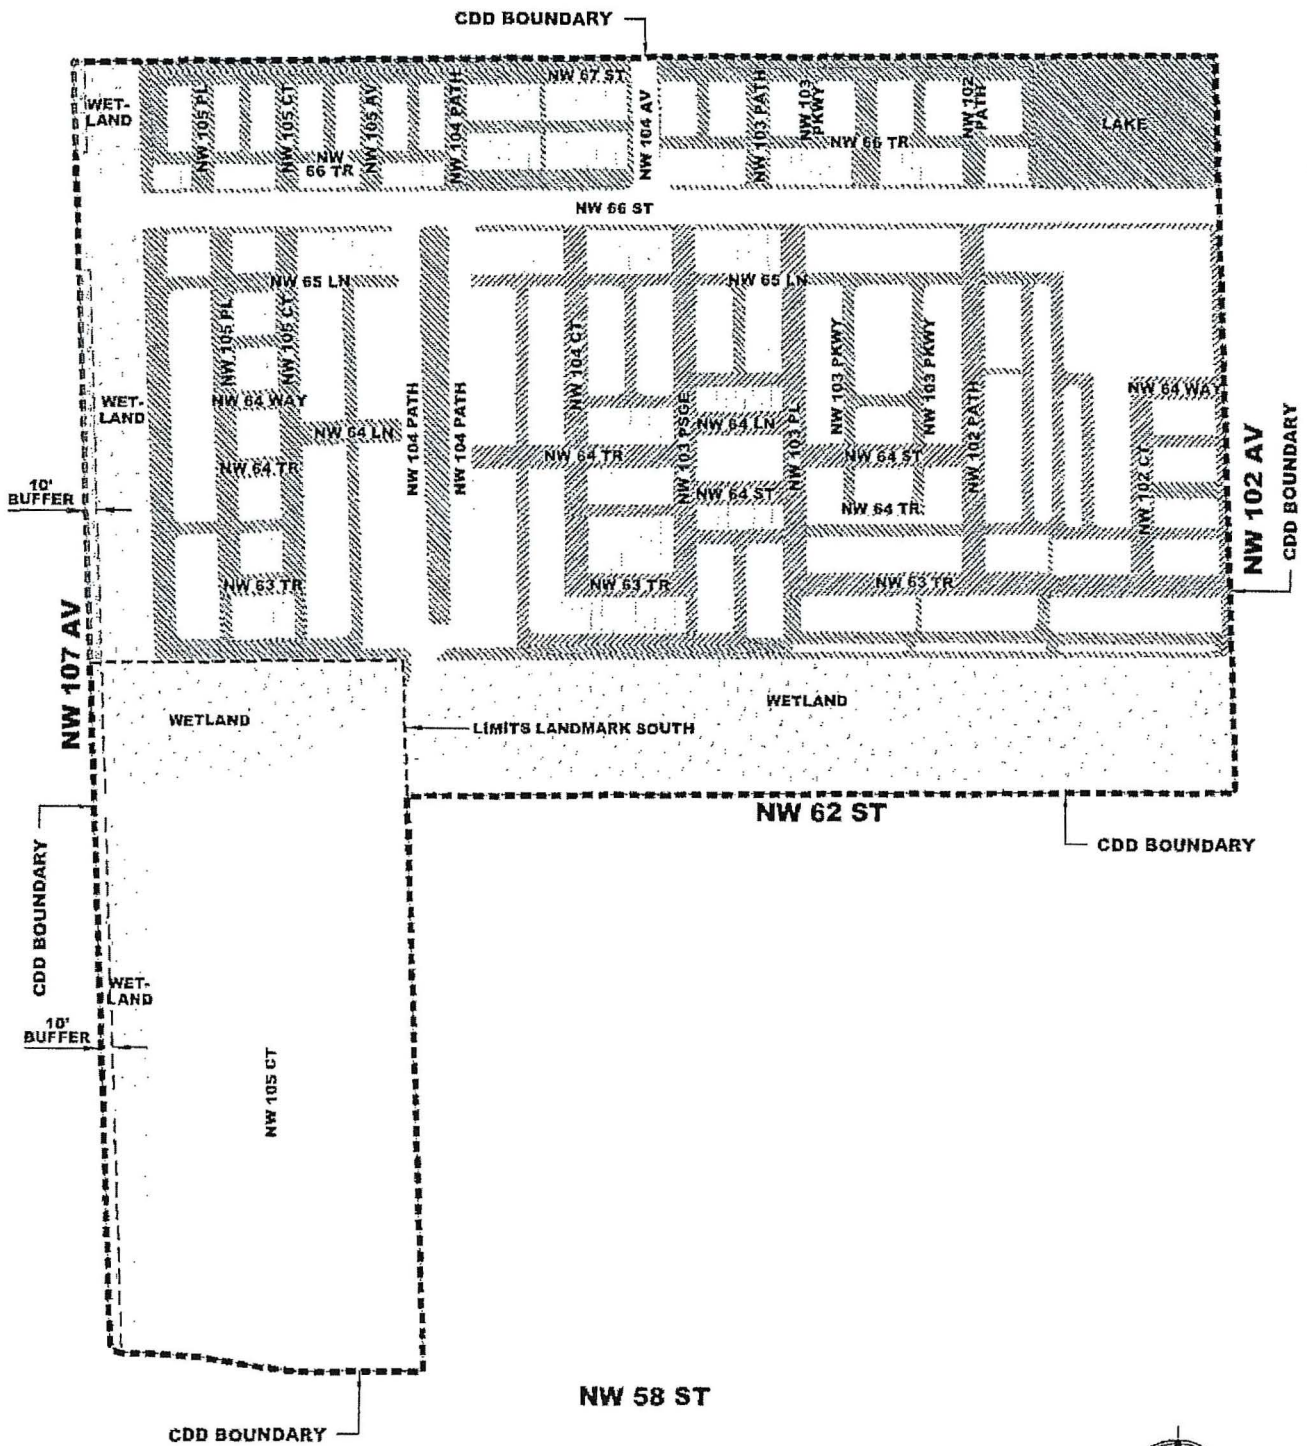 CDD BOUNDARY
NW 67 ST
WET-
LAND
NW 105 PL
NW 105 CT
NW 105 AV
NW 104 PATH
NW 104 AV
NW 103 PATH
NW 103
PKWY
NW 102
PATH
LAKE
NW
66 TR
NW 66 TR
NW 66 ST
NW 65 LN
NW 65 LN
NW 105 PL
NW 105 CT
NW 104 CT
NW 103 PKWY
NW 103 PKWY
WET-
LAND
NW 64 WAY
NW 64 WAY
NW 104 PATH
NW 104 PATH
NW 103 PSGE
NW 103 PL
NW 102 PATH
NW 102 CT
NW 64 LN
NW 64 LN
NW 64 TR
NW 64 TR
NW 64 ST
NW 64 ST
NW 64 TR
10'
BUFFER
NW 102 AV
CDD BOUNDARY
NW 63 TR
NW 63 TR
NW 63 TR
NW 107 AV
WETLAND
WETLAND
LIMITS LANDMARK SOUTH
NW 62 ST
CDD BOUNDARY
CDD BOUNDARY
WET-
LAND
10'
BUFFER
NW 105 CT
NW 58 ST
CDD BOUNDARY